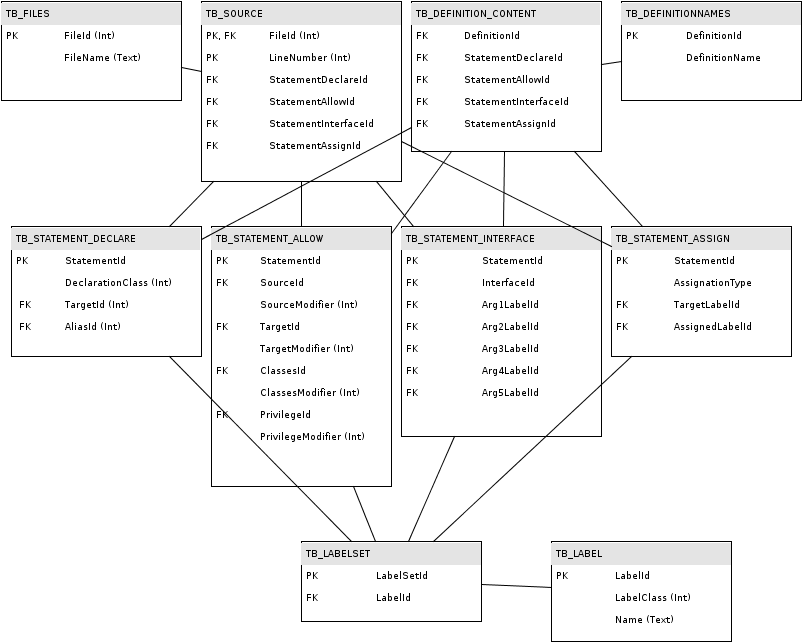 TB_FILES
PK FileId (Int)
FileName (Text)
TB_SOURCE
PK, FK FileId (Int)
PK LineNumber (Int)
FK StatementDeclareId
FK StatementAllowId
FK StatementInterfaceId
FK StatementAssignId
TB_DEFINITION_CONTENT
FK DefinitionId
FK StatementDeclareId
FK StatementAllowId
FK StatementInterfaceId
FK StatementAssignId
TB_DEFINITIONNAMES
PK DefinitionId
DefinitionName
TB_STATEMENT_DECLARE
PK StatementId
DeclarationClass (Int)
FK TargetId (Int)
FK AliasId (Int)
TB_STATEMENT_ALLOW
PK StatementId
FK SourceId
SourceModifier (Int)
FK TargetId
TargetModifier (Int)
FK ClassesId
ClassesModifier (Int)
FK PrivilegeId
PrivilegeModifier (Int)
TB_STATEMENT_INTERFACE
PK StatementId
FK InterfaceId
FK Arg1LabelId
FK Arg2LabelId
FK Arg3LabelId
FK Arg4LabelId
FK Arg5LabelId
TB_STATEMENT_ASSIGN
PK StatementId
AssignationType
FK TargetLabelId
FK AssignedLabelId
TB_LABELSET
PK LabelSetId
FK LabelId
TB_LABEL
PK LabelId
LabelClass (Int)
Name (Text)